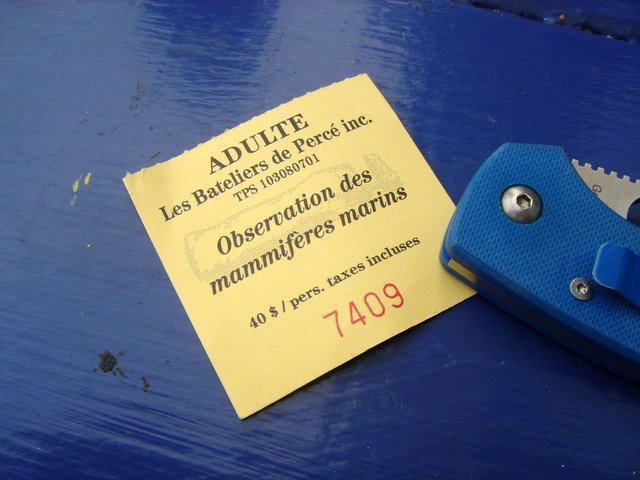 ADULTE
Les Bateliers de Percé inc.
TPS 103080701
Observation des
mammifères marins
40 $ / pers. taxes incluses
7409
G